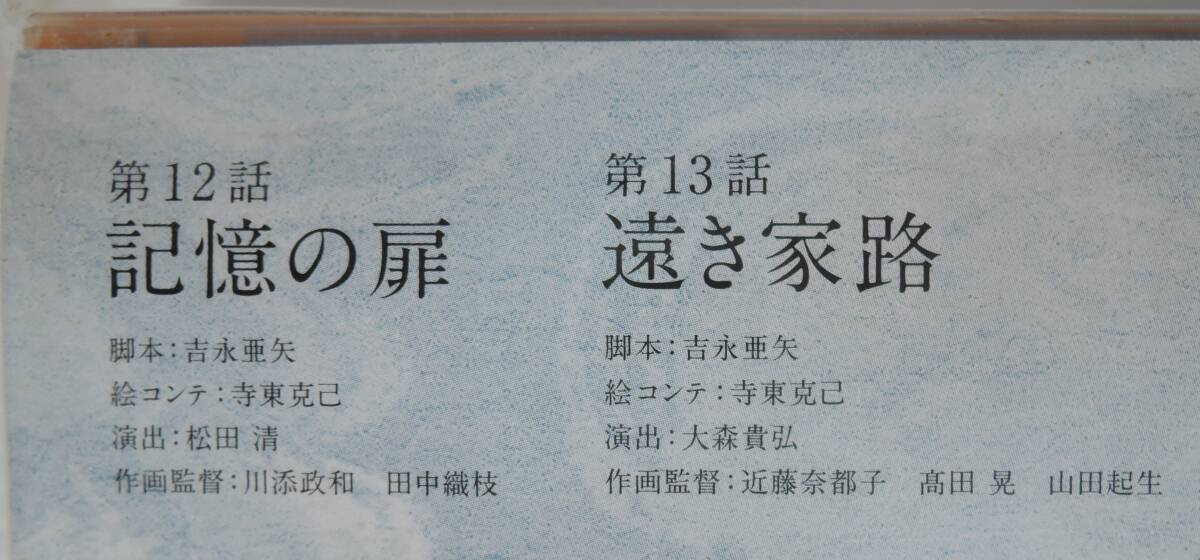 第12話
記憶の扉
脚本：吉永亜矢
絵コンテ：寺東克己
演出：松田 清
作画監督：川添政和　田中織枝
第13話
遠き家路
脚本：吉永亜矢
絵コンテ：寺東克己
演出：大森貴弘
作画監督：近藤奈都子　髙田 晃　山田起生